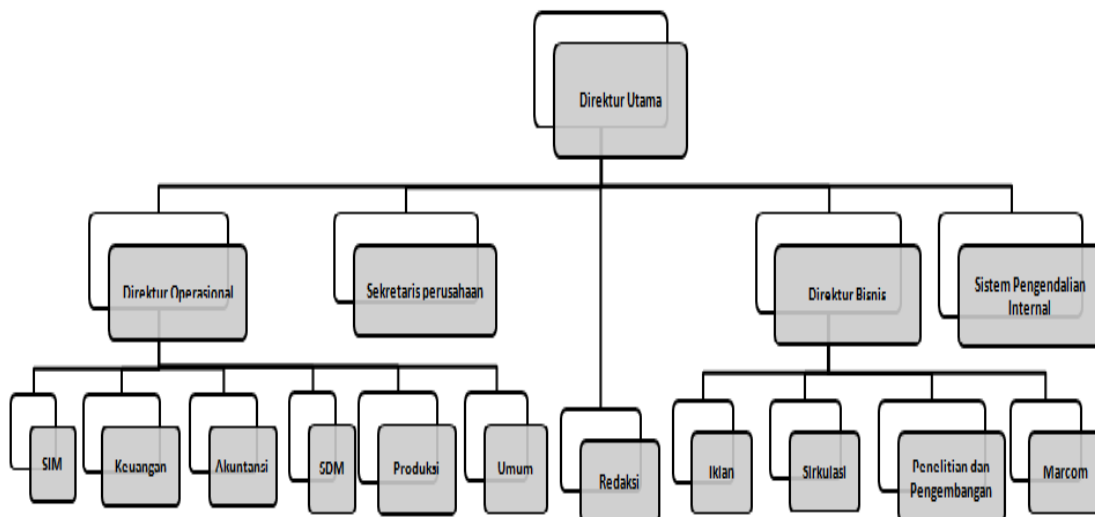 Direktur Utama
Direktur Operasional
Sekretaris perusahaan
Direktur Bisnis
Sistem Pengendalian
Internal
SIM
Keuangan
Akuntansi
SDM
Produksi
Umum
Redaksi
Iklan
Sirkulasi
Penelitian dan
Pengembangan
Marcom